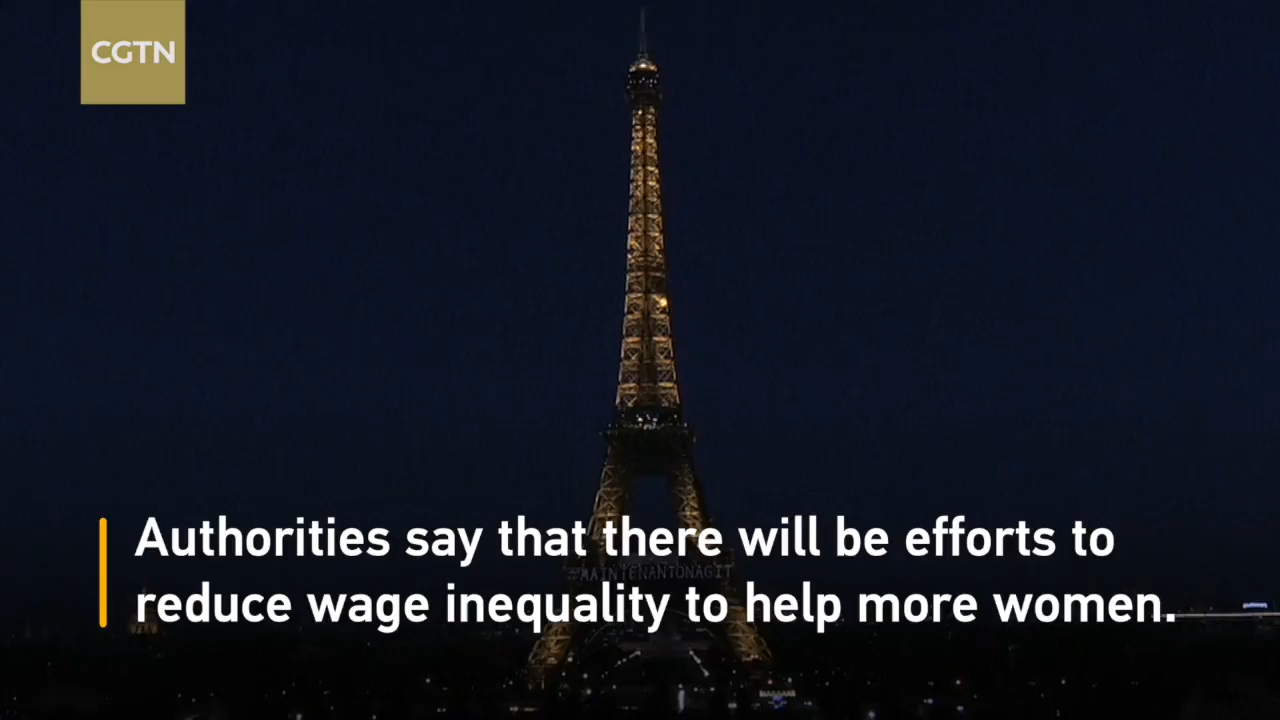 CGTN
#MAINTENANTONAGIT
Authorities say that there will be efforts to
reduce wage inequality to help more women.